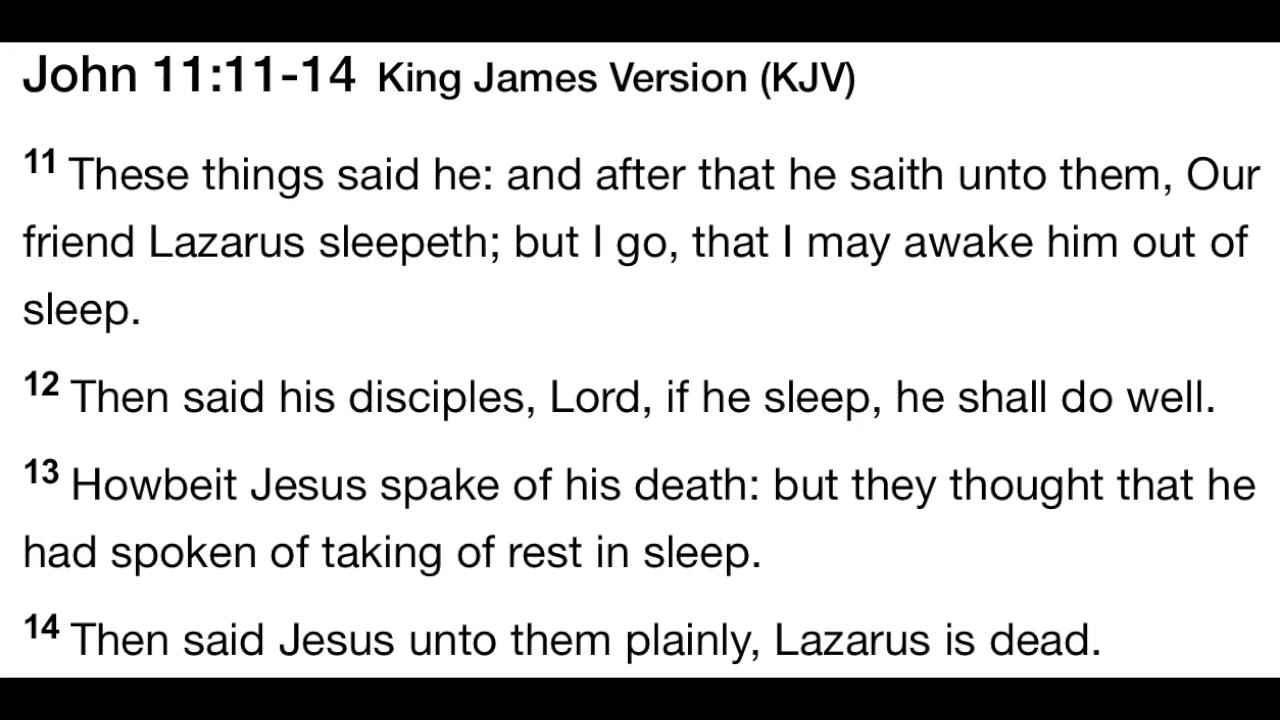 John 11:11-14 King James Version (KJV)
11 These things said he: and after that he saith unto them, Our
friend Lazarus sleepeth; but I go, that I may awake him out of
sleep.
12 Then said his disciples, Lord, if he sleep, he shall do well.
13 Howbeit Jesus spake of his death: but they thought that he
had spoken of taking of rest in sleep.
14 Then said Jesus unto them plainly, Lazarus is dead.